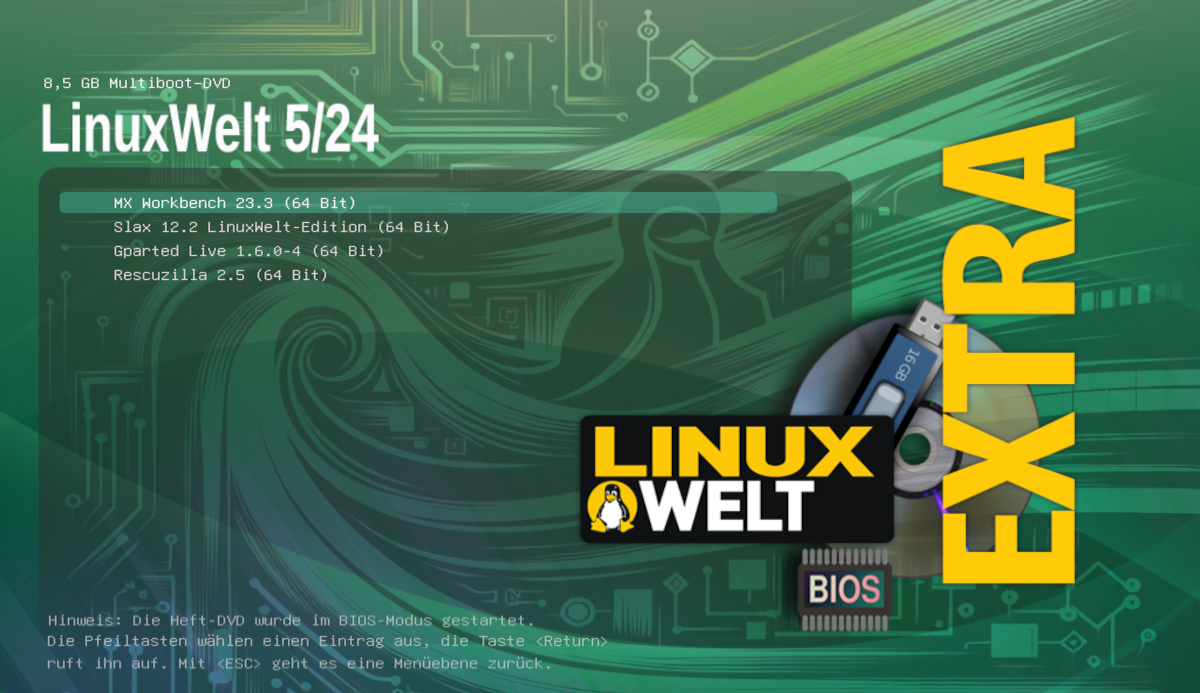 8,5 GB Multiboot-DVD
LinuxWelt 5/24
MX Workbench 23.3 (64 Bit)
Slax 12.2 LinuxWelt-Edition (64 Bit)
Gparted Live 1.6.0-4 (64 Bit)
Rescuzilla 2.5 (64 Bit)
EXTRA
16GB
LINUX
WELT
BIOS
Hinweis: Die Heft-DVD wurde im BIOS-Modus gestartet.
Die Pfeiltasten wählen einen Eintrag aus, die Taste <Return>
ruft ihn auf. Mit <ESC> geht es eine Menüebene zurück.